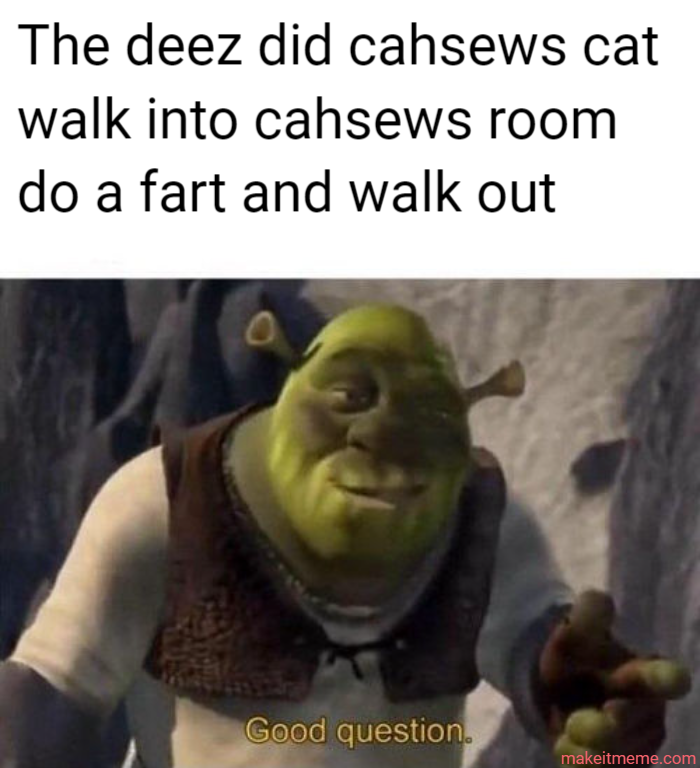 The deez did cahsews cat
walk into cahsews room
do a fart and walk out
Good question.
makeitmeme.com